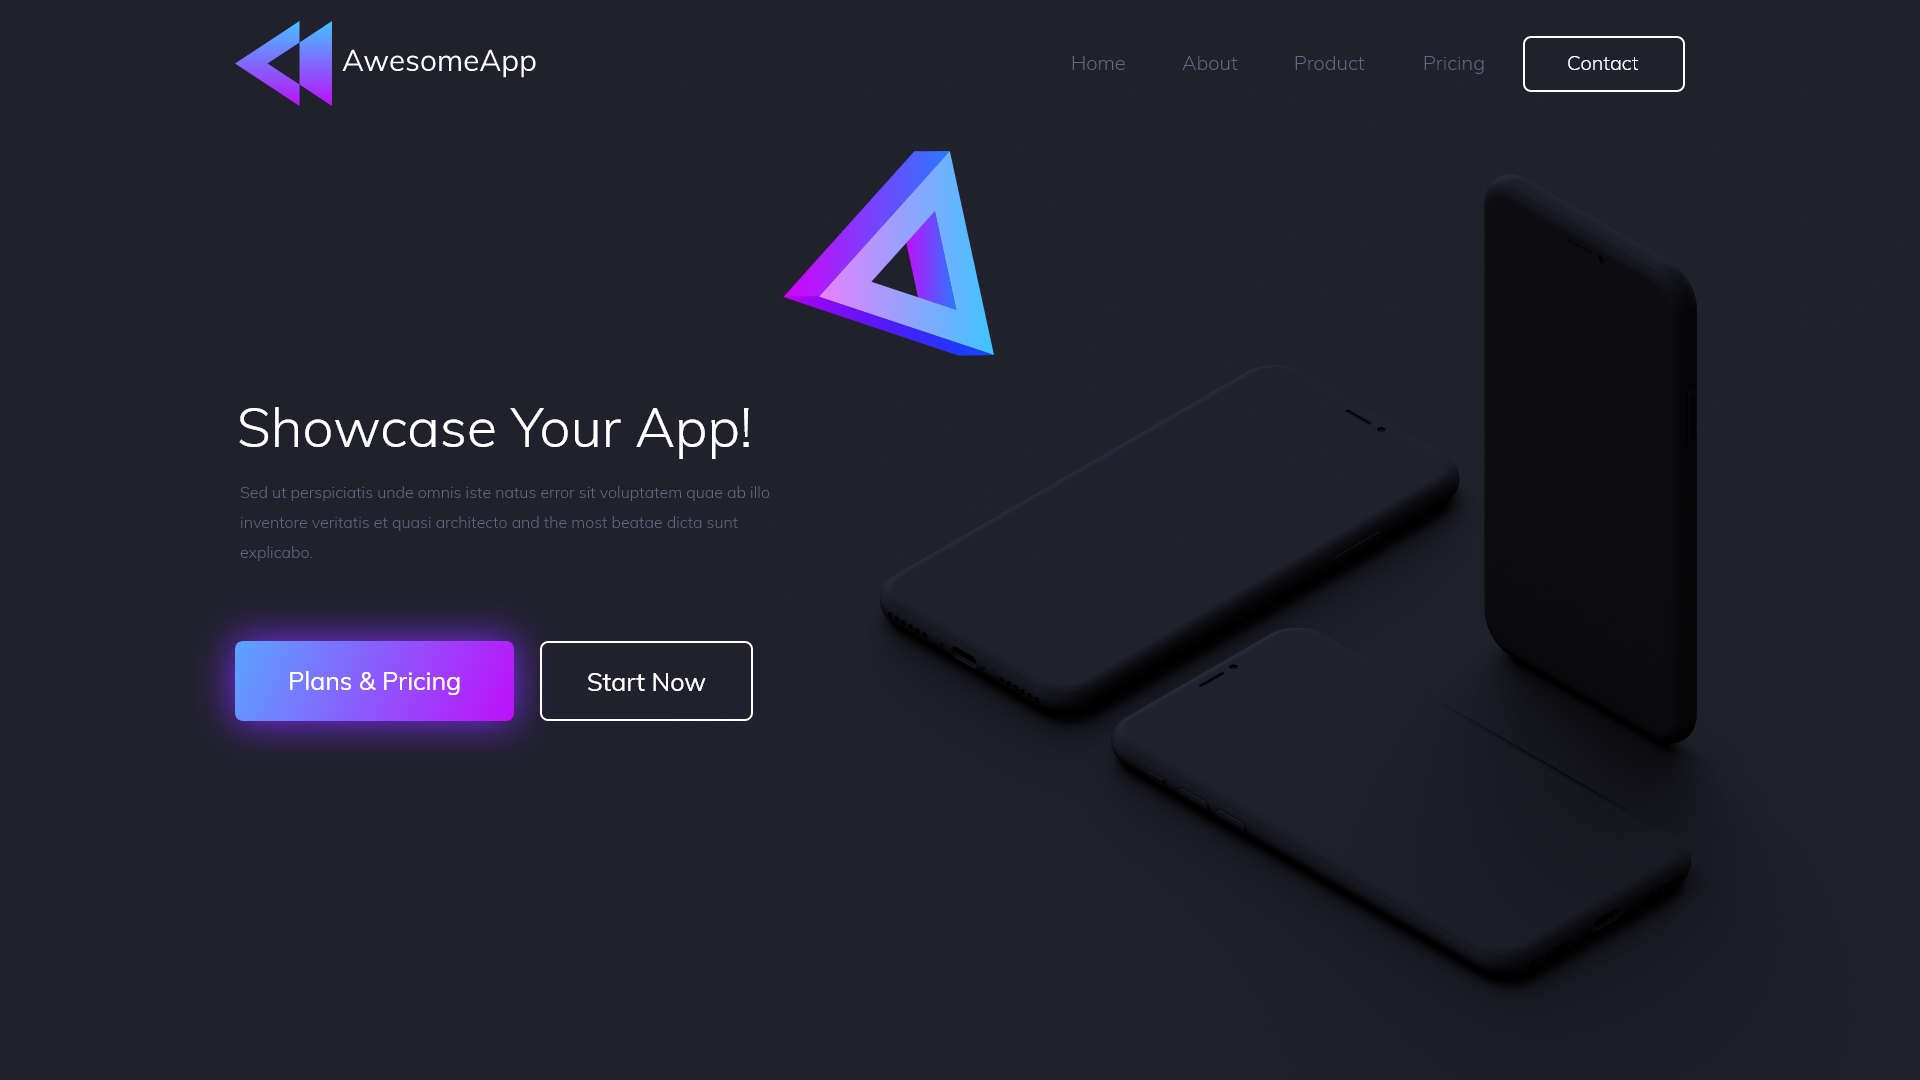 AwesomeApp
Home
About
Product
Pricing
Contact
Showcase Your App!
Sed ut perspiciatis unde omnis iste natus error sit voluptatem quae ab illo
inventore veritatis et quasi architecto and the most beatae dicta sunt
explicabo.
Plans & Pricing
Start Now